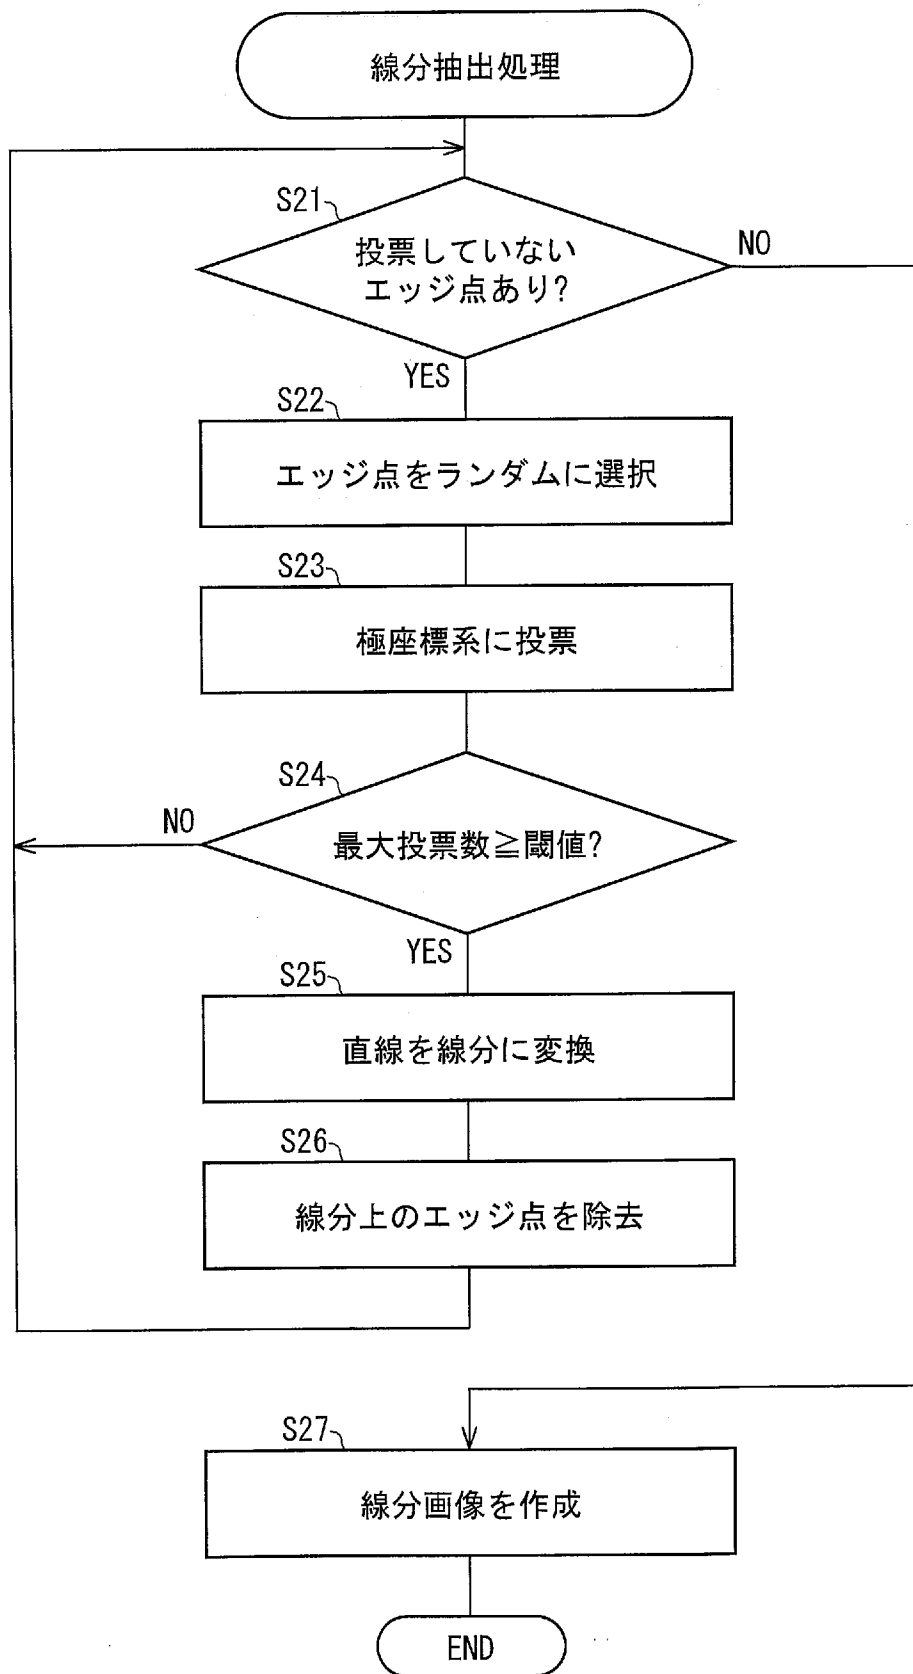 線分抽出処理
S21
投票していない
エッジ点あり?
NO
YES
S22
エッジ点をランダムに選択
S23
極座標系に投票
S24
最大投票数≧閾値?
NO
YES
S25
直線を線分に変換
S26
線分上のエッジ点を除去
S27
線分画像を作成
END